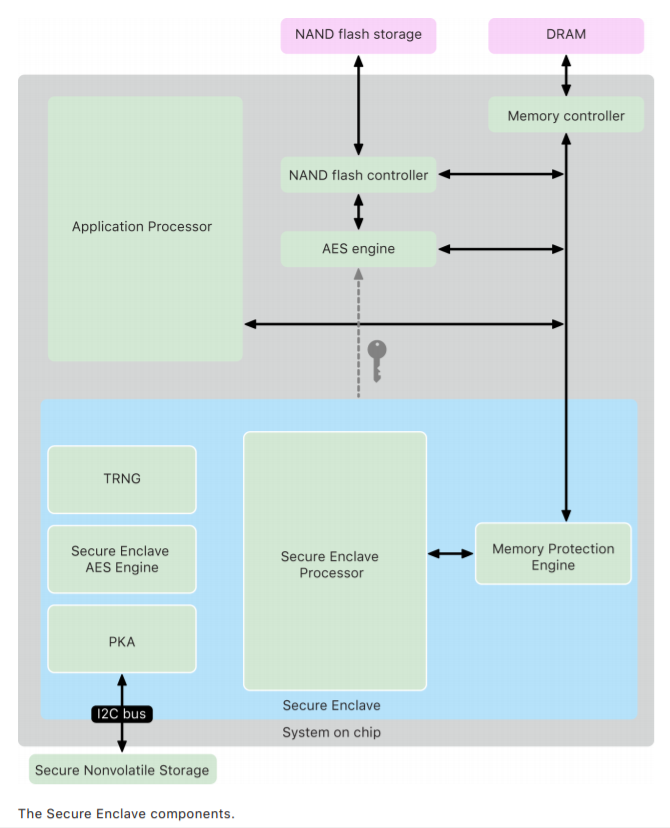 NAND flash storage
DRAM
Memory controller
NAND flash controller
Application Processor
AES engine
TRNG
Secure Enclave
AES Engine
Secure Enclave
Processor
Memory Protection
Engine
PKA
Secure Enclave
I2C bus
System on chip
Secure Nonvolatile Storage
The Secure Enclave components.